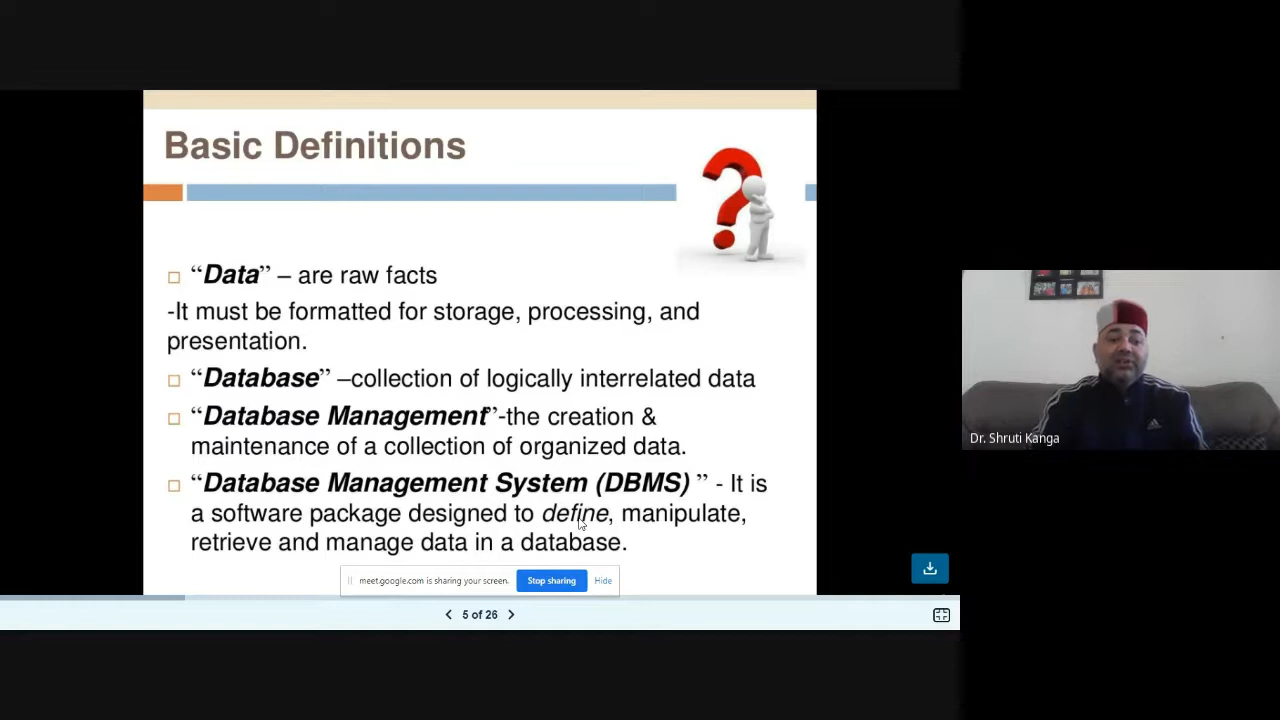 Basic Definitions
“Data” – are raw facts
-It must be formatted for storage, processing, and
presentation.
“Database” –collection of logically interrelated data
“Database Management”-the creation &
maintenance of a collection of organized data.
“Database Management System (DBMS) ” - It is
a software package designed to define, manipulate,
retrieve and manage data in a database.
meet.google.com is sharing your screen.
Stop sharing
Hide
5 of 26
Dr. Shruti Kanga